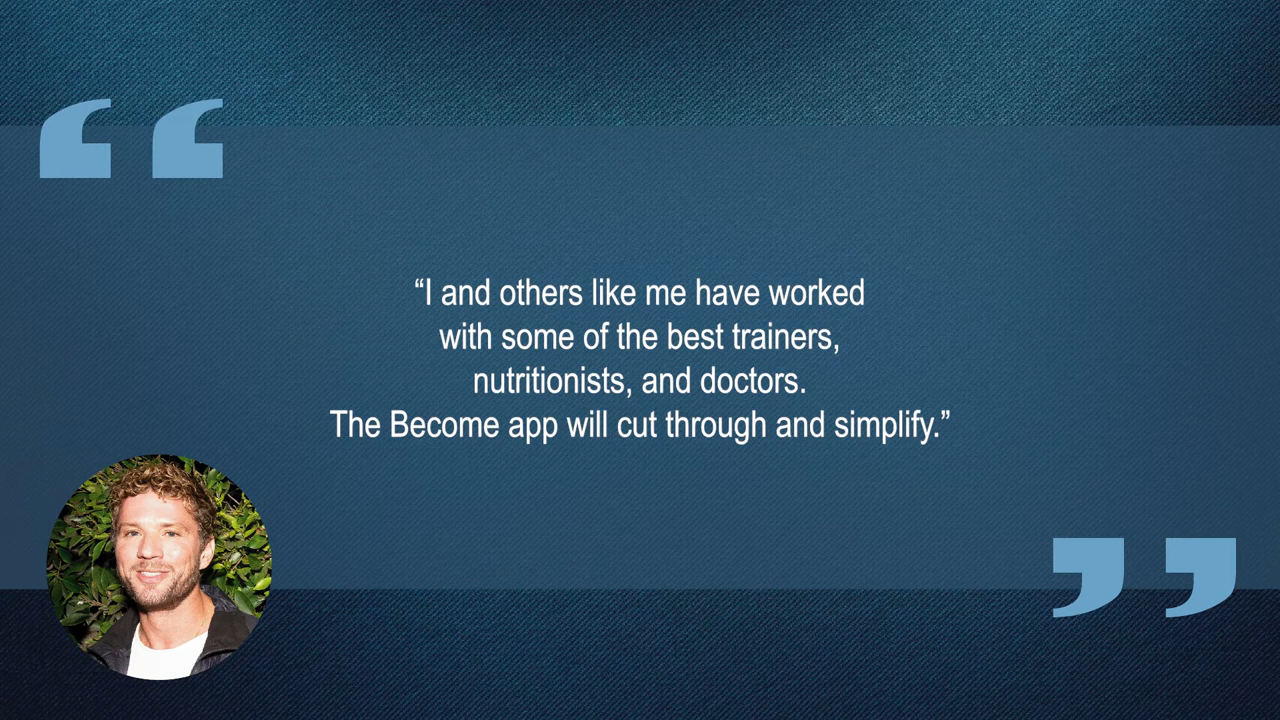 “I and others like me have worked
with some of the best trainers,
nutritionists, and doctors.
The Become app will cut through and simplify.”